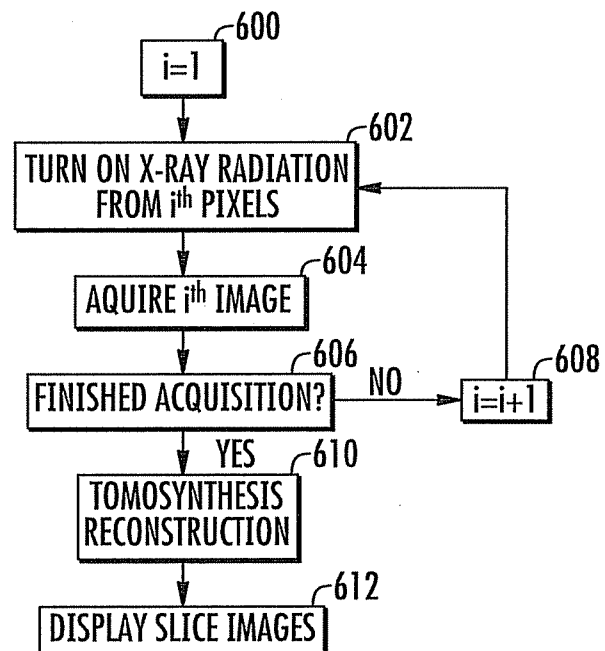 600
i=1
602
TURN ON X-RAY RADIATION
FROM ith PIXELS
604
AQUIRE ith IMAGE
606
FINISHED ACQUISITION?
NO
608
i=i+1
YES
610
TOMOSYNTHESIS
RECONSTRUCTION
612
DISPLAY SLICE IMAGES